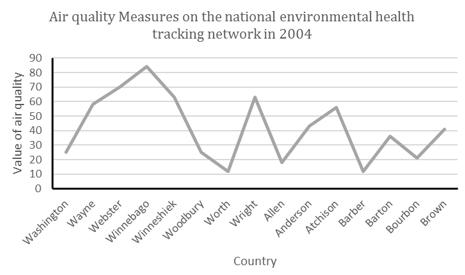 Air quality Measures on the national environmental health
tracking network in 2004
Value of air quality
90
80
70
60
50
40
30
20
10
0
Washington
Wayne
Webster
Winnebago
Winneshiek
Woodbury
Worth
Wright
Allen
Anderson
Atchison
Barber
Barton
Bourbon
Brown
Country